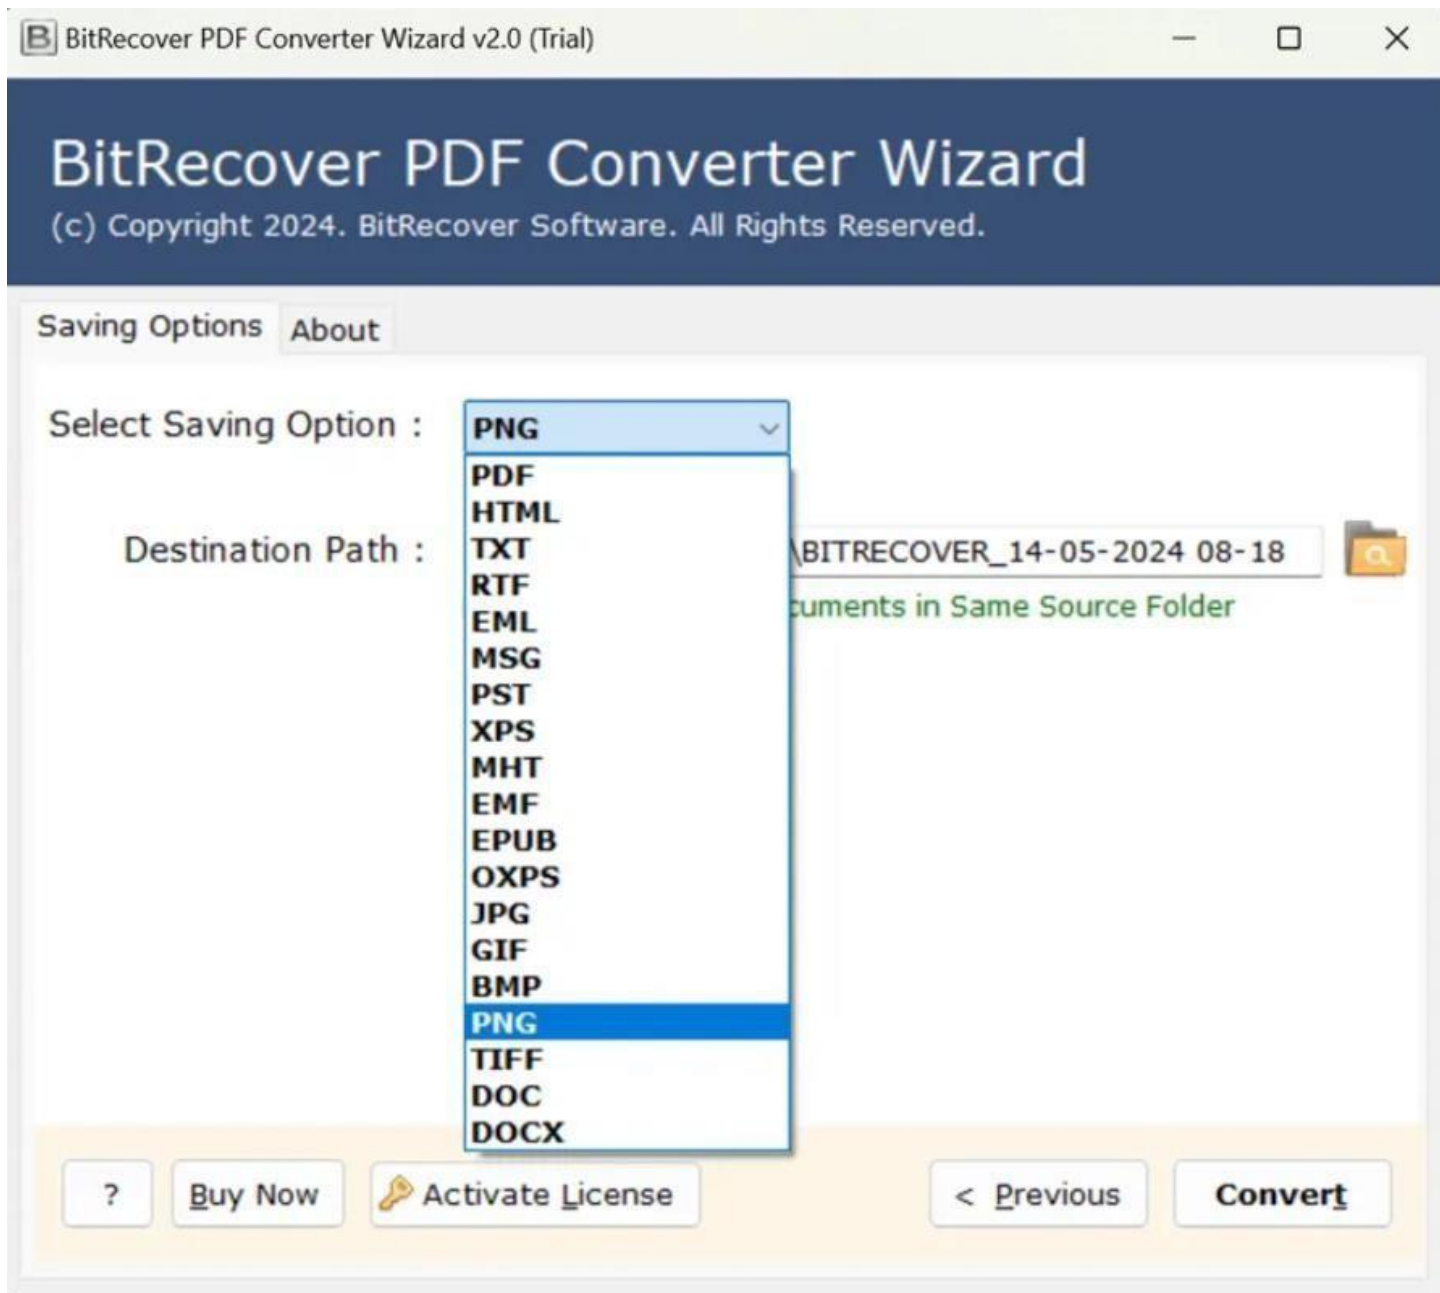 BitRecover PDF Converter Wizard v2.0 (Trial)
BitRecover PDF Converter Wizard
(c) Copyright 2024. BitRecover Software. All Rights Reserved.
Saving Options
About
Select Saving Option :
PNG
PDF
HTML
TXT
RTF
EML
MSG
PST
XPS
MHT
EMF
EPUB
OXPS
JPG
GIF
BMP
PNG
TIFF
DOC
DOCX
Destination Path :
\BITRECOVER_14-05-2024 08-18
cuments in Same Source Folder
?
Buy Now
Activate License
< Previous
Convert